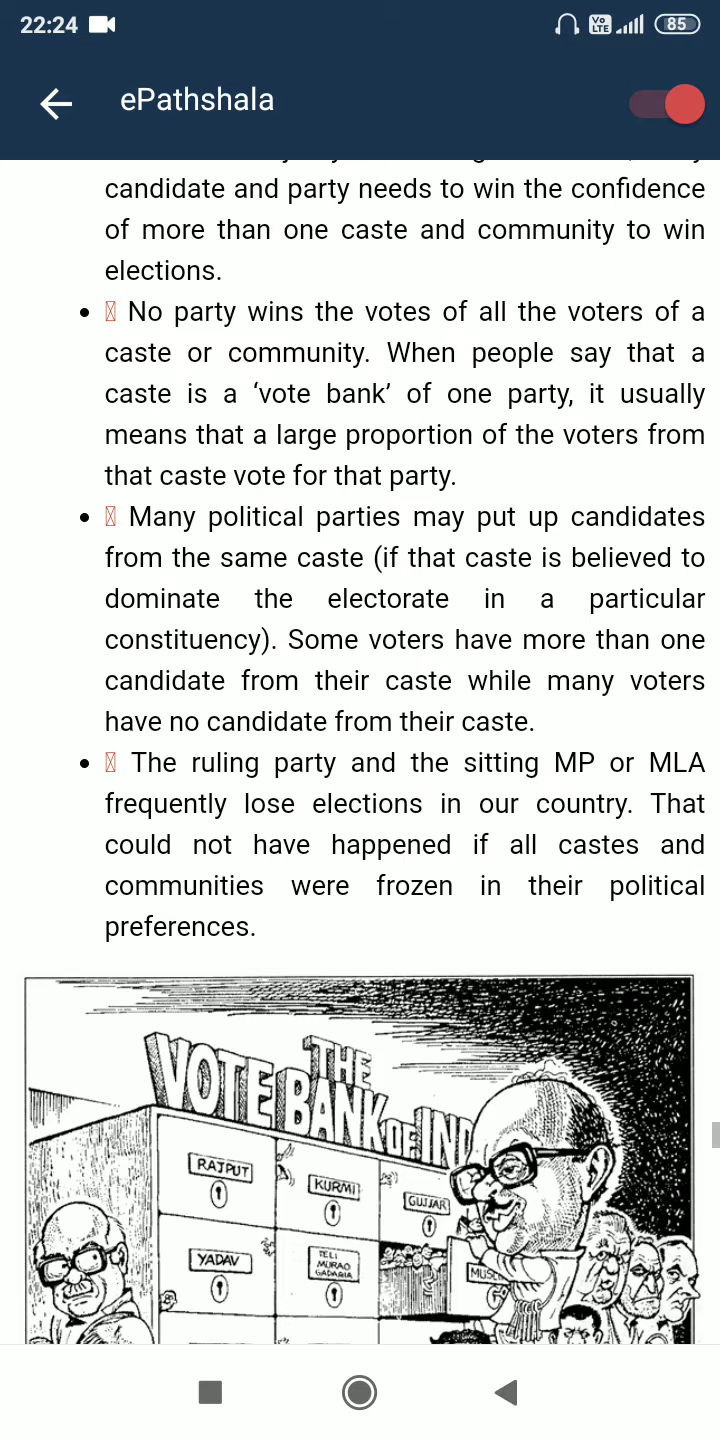 22:24
Vo LTE
85
ePathshala
candidate and party needs to win the confidence
of more than one caste and community to win
elections.
No party wins the votes of all the voters of a
caste or community. When people say that a
caste is a ‘vote bank’ of one party, it usually
means that a large proportion of the voters from
that caste vote for that party.
Many political parties may put up candidates
from the same caste (if that caste is believed to
dominate the electorate in a particular
constituency). Some voters have more than one
candidate from their caste while many voters
have no candidate from their caste.
The ruling party and the sitting MP or MLA
frequently lose elections in our country. That
could not have happened if all castes and
communities were frozen in their political
preferences.
THE
VOTE BANK OF IND
RAJPUT
KURMI
GUJJAR
YADAV
TELI
MURAO
GADARIA
MUSL